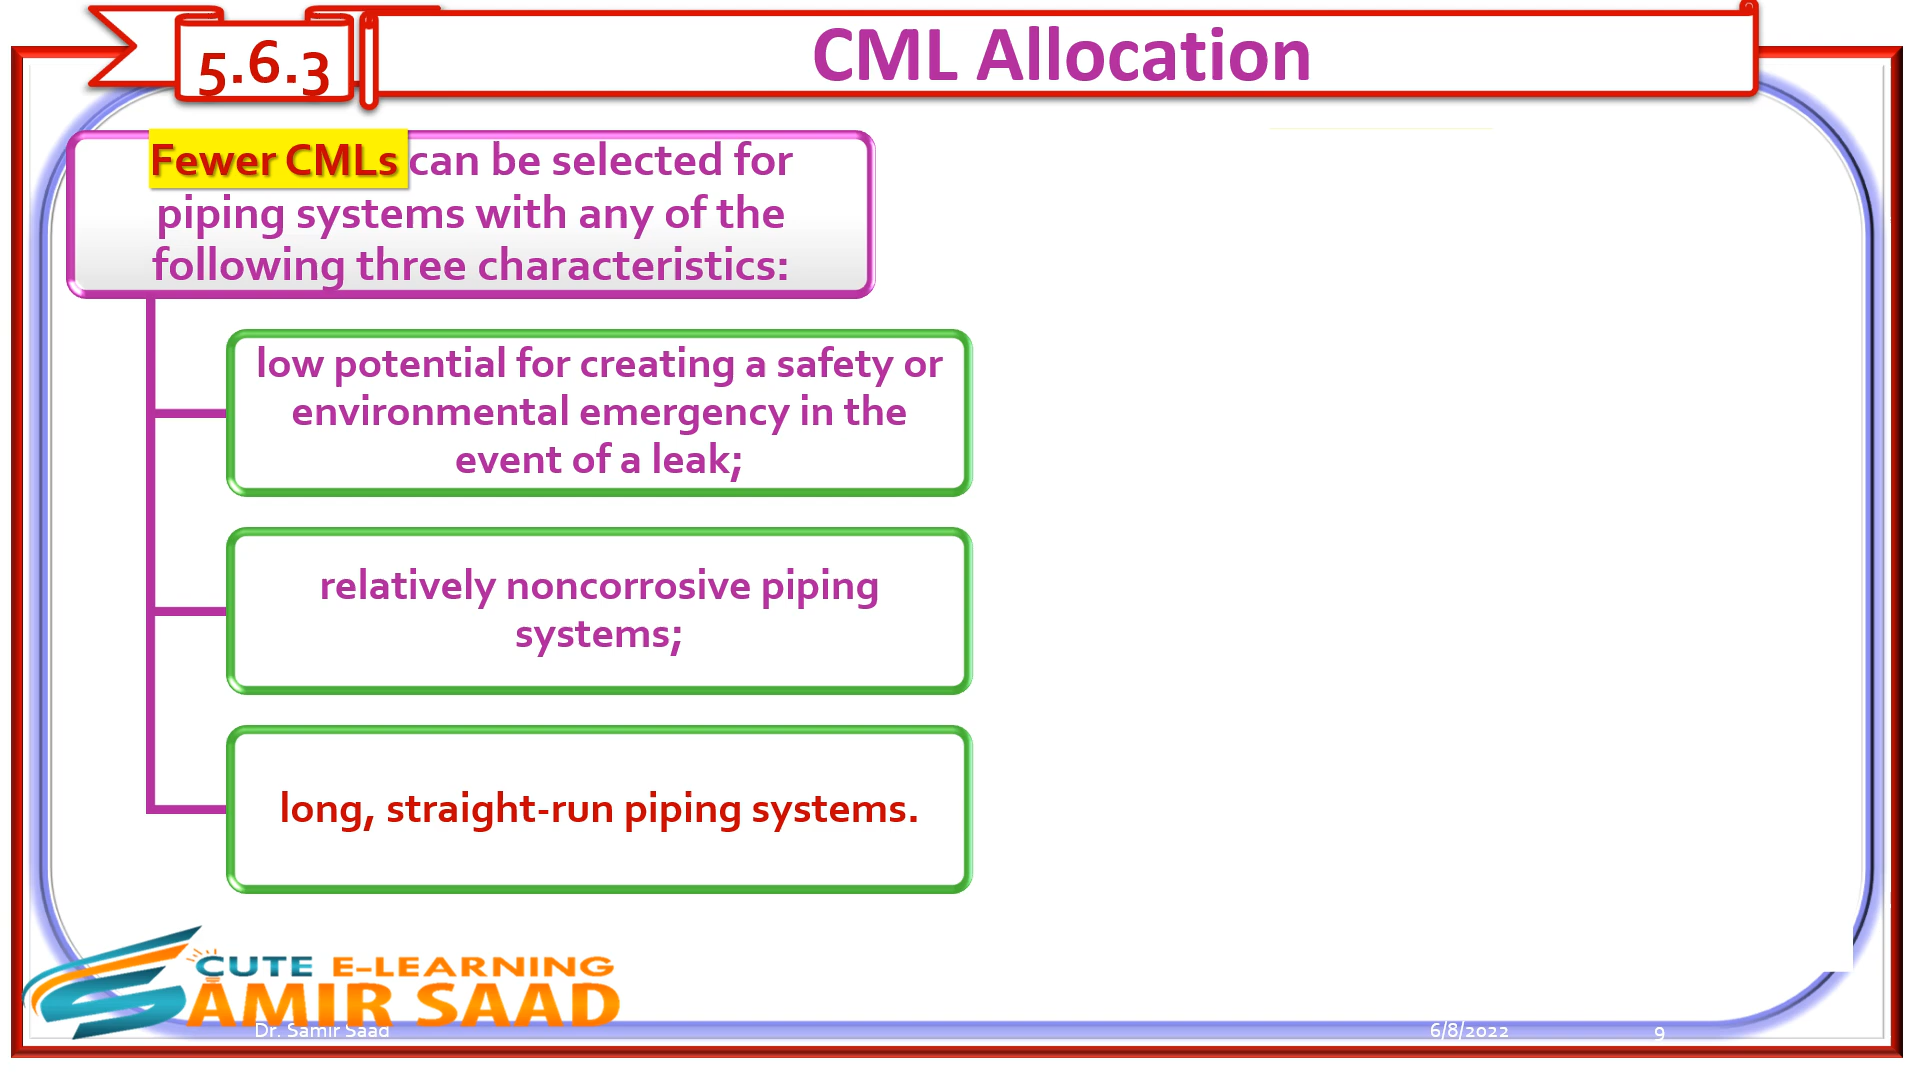 5.6.3
CML Allocation
Fewer CMLs can be selected for
piping systems with any of the
following three characteristics:
low potential for creating a safety or
environmental emergency in the
event of a leak;
relatively noncorrosive piping
systems;
long, straight-run piping systems.
CUTE E-LEARNING
SAMIR SAAD
Dr. Samir Saad
6/8/2022
9